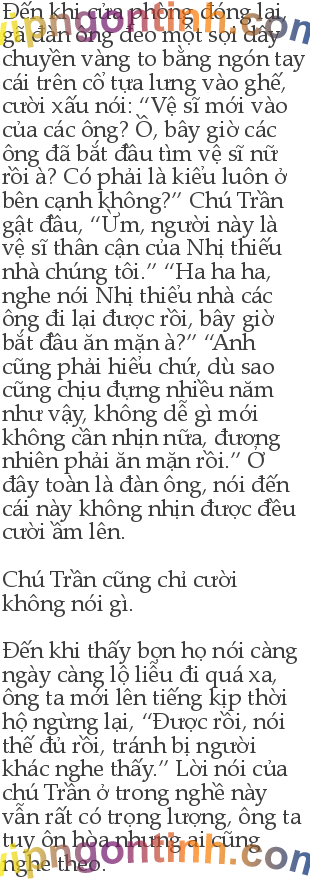 Đến khi cửa phòng đóng lại,
gã đàn ông đeo một sợi dây
chuyền vàng to bằng ngón tay
cái trên cổ tựa lưng vào ghế,
cười xấu nói: “Vệ sĩ mới vào
của các ông? Ồ, bây giờ các
ông đã bắt đầu tìm vệ sĩ nữ
rồi à? Có phải là kiểu luôn ở
bên cạnh không?” Chú Trần
gật đầu, “Ừm, người này là
vệ sĩ thân cận của Nhị thiếu
nhà chúng tôi.” “Ha ha ha,
nghe nói Nhị thiếu nhà các
ông đi lại được rồi, bây giờ
bắt đầu ăn mặn à?” “Anh
cũng phải hiểu chứ, dù sao
cũng chịu đựng nhiều năm
như vậy, không dễ gì mới
không cần nhịn nữa, đương
nhiên phải ăn mặn rồi.” Ở
đây toàn là đàn ông, nói đến
cái này không nhịn được đều
cười ầm lên.
Chú Trần cũng chỉ cười
không nói gì.
Đến khi thấy bọn họ nói càng
ngày càng lộ liễu đi quá xa,
ông ta mới lên tiếng kịp thời
hộ ngừng lại, “Được rồi, nói
thế đủ rồi, tránh bị người
khác nghe thấy.” Lời nói của
chú Trần ở trong nghề này
vẫn rất có trọng lượng, ông ta
tuy ôn hòa nhưng ai cũng
nghe theo.
vipngontinh.com
vipngontinh.com